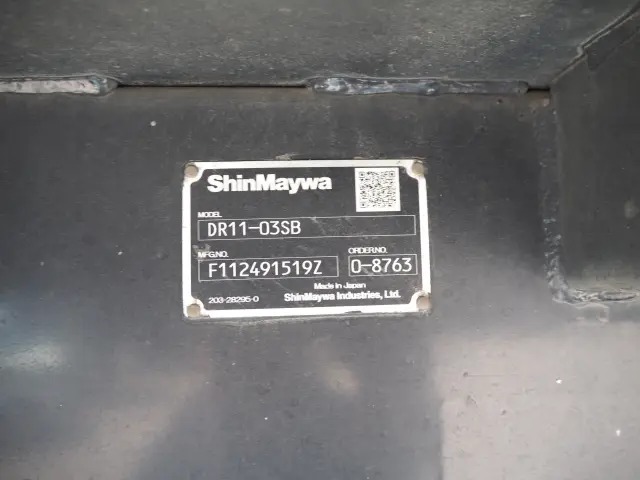 ShinMaywa
MODEL
DR11-03SB
MFG.NO.
F112491519Z
ORDER.NO.
0-8763
Made in Japan
203-28295-0
ShinMaywa Industries, Ltd.